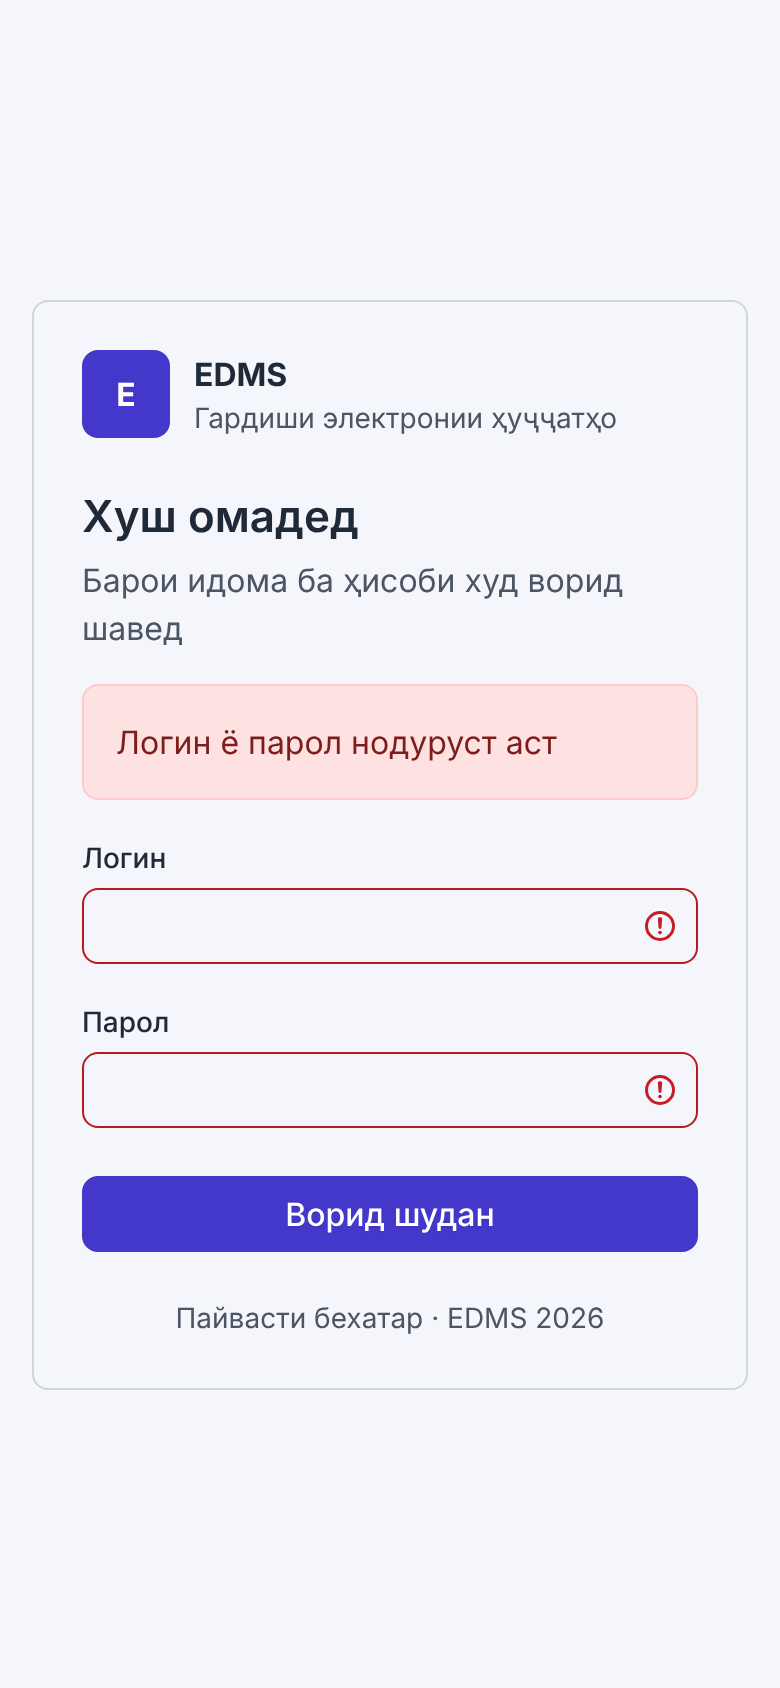 E
EDMS
Гардиши электронии ҳуҷҷатҳо
Хуш омадед
Барои идома ба ҳисоби худ ворид
шавед
Логин ё парол нодуруст аст
Логин
Парол
Ворид шудан
Пайвасти бехатар · EDMS 2026